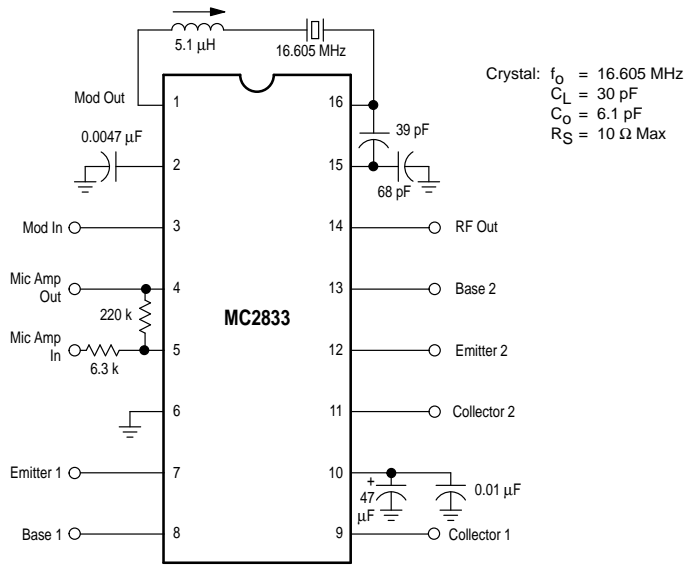 5.1 μH
16.605 MHz
Crystal: fo = 16.605 MHz
CL = 30 pF
Co = 6.1 pF
RS = 10 Ω Max
Mod Out
1
16
39 pF
0.0047 μF
2
15
68 pF
Mod In
3
14
RF Out
Mic Amp
Out
4
13
Base 2
220 k
MC2833
Mic Amp
In
5
12
Emitter 2
6.3 k
6
11
Collector 2
Emitter 1
7
10
+
47
μF
0.01 μF
Base 1
8
9
Collector 1